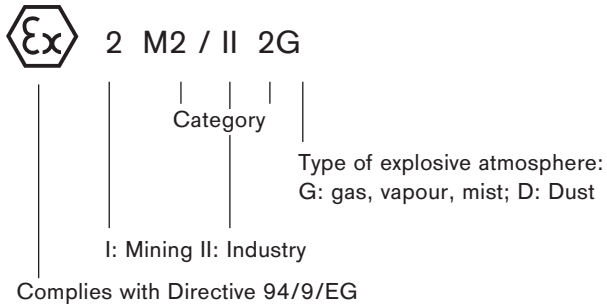 Ex 2 M2 / II 2G
Category
Type of explosive atmosphere:
G: gas, vapour, mist; D: Dust
I: Mining II: Industry
Complies with Directive 94/9/EG